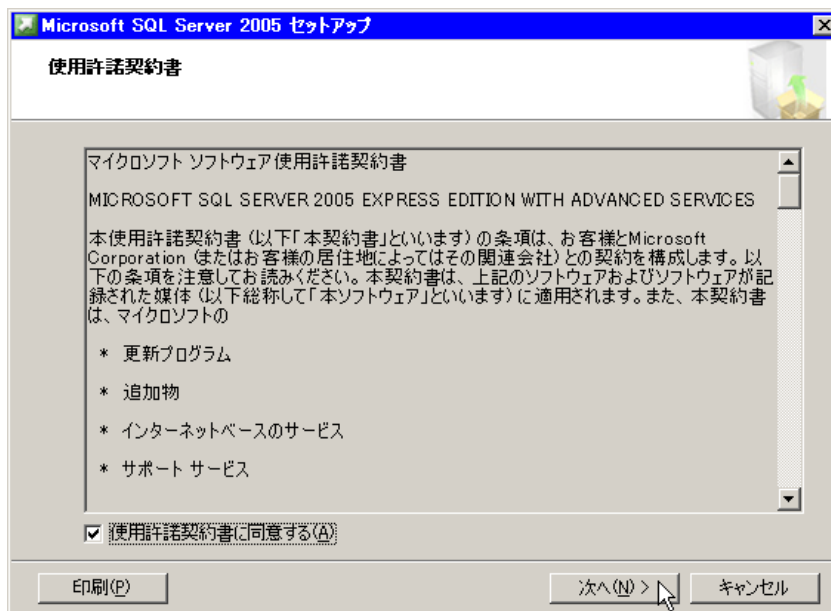 Microsoft SQL Server 2005 セットアップ
使用許諾契約書
マイクロソフト ソフトウェア使用許諾契約書
MICROSOFT SQL SERVER 2005 EXPRESS EDITION WITH ADVANCED SERVICES
本使用許諾契約書 (以下「本契約書」といいます) の条項は、お客様とMicrosoft
Corporation (またはお客様の居住地によってはその関連会社) との契約を構成します。以
下の条項を注意してお読みください。本契約書は、上記のソフトウェアおよびソフトウェアが記
録された媒体 (以下総称して「本ソフトウェア」といいます) に適用されます。また、本契約書
は、マイクロソフトの
* 更新プログラム
* 追加物
* インターネットベースのサービス
* サポート サービス
使用許諾契約書に同意する(A)
印刷(P)
次へ(N) >
キャンセル